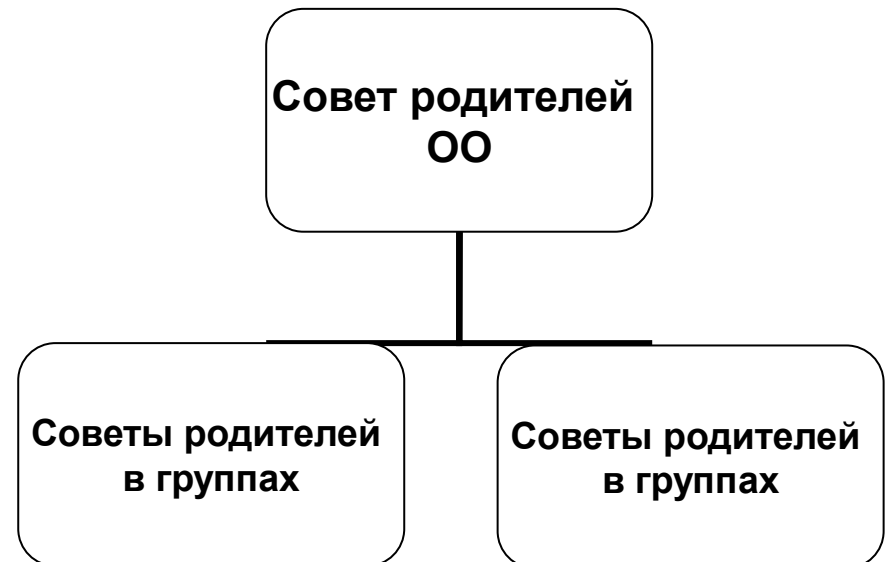 Совет родителей
ОО
Советы родителей
в группах
Советы родителей
в группах